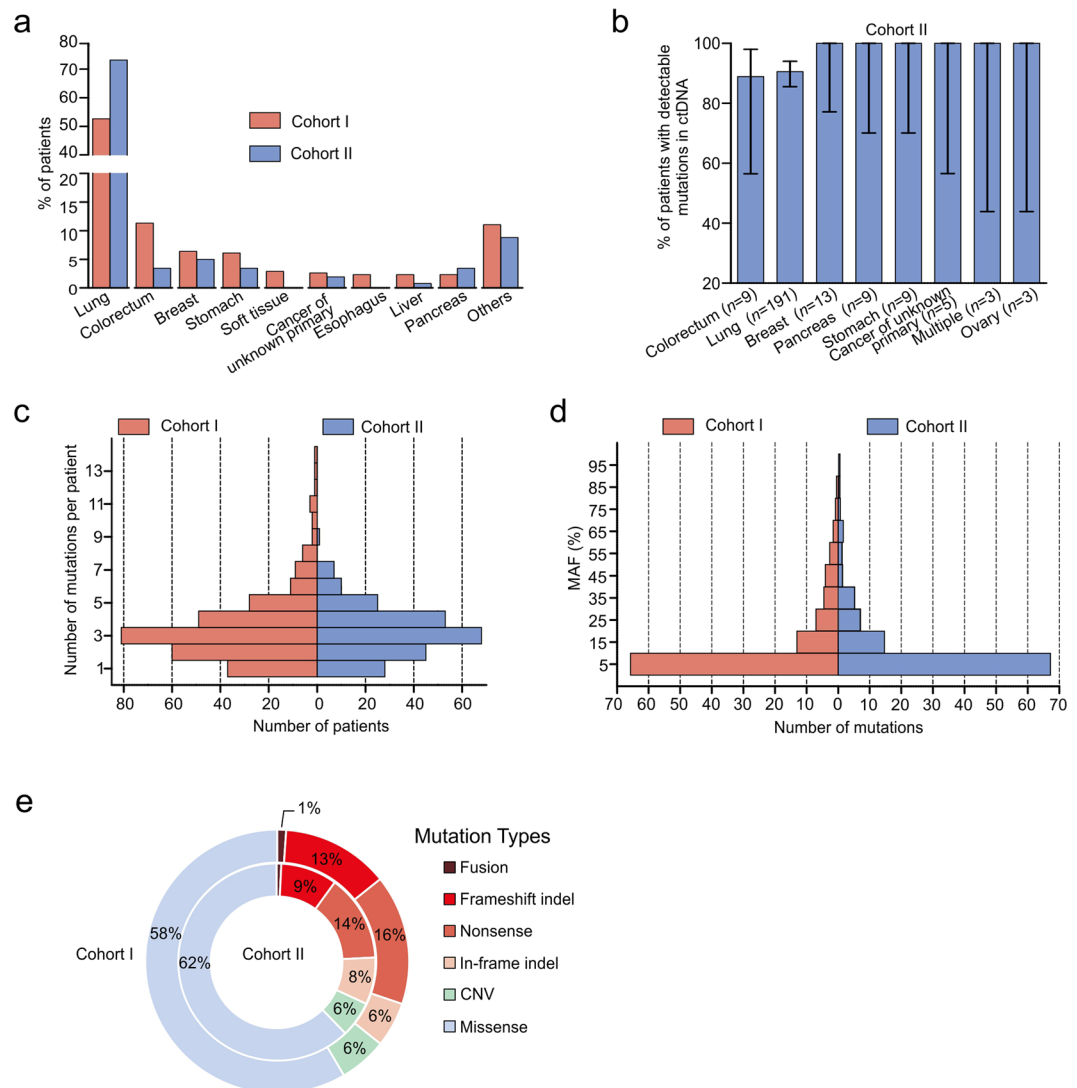 a
% of patients
80
70
60
50
40
20
15
10
5
0
Cohort I
Cohort II
Lung
Colorectum
Breast
Stomach
Soft tissue
Cancer of
unknown primary
Esophagus
Liver
Pancreas
Others
b
Cohort II
% of patients with detectable
mutations in ctDNA
100
80
60
40
20
Colorectum (n=9)
Lung (n=191)
Breast (n=13)
Pancreas (n=9)
Stomach (n=9)
Cancer of unknown
primary (n=5)
Multiple (n=3)
Ovary (n=3)
c
Cohort I
Cohort II
Number of mutations per patient
13
11
9
7
5
3
1
80 60 40 20 0 20 40 60
Number of patients
d
Cohort I
Cohort II
MAF (%)
95
85
75
65
55
45
35
25
15
5
70 60 50 40 30 20 10 0 10 20 30 40 50 60 70
Number of mutations
e
1%
13%
9%
14%
16%
58%
62%
8%
6%
6%
6%
Cohort I
Cohort II
Mutation Types
Fusion
Frameshift indel
Nonsense
In-frame indel
CNV
Missense